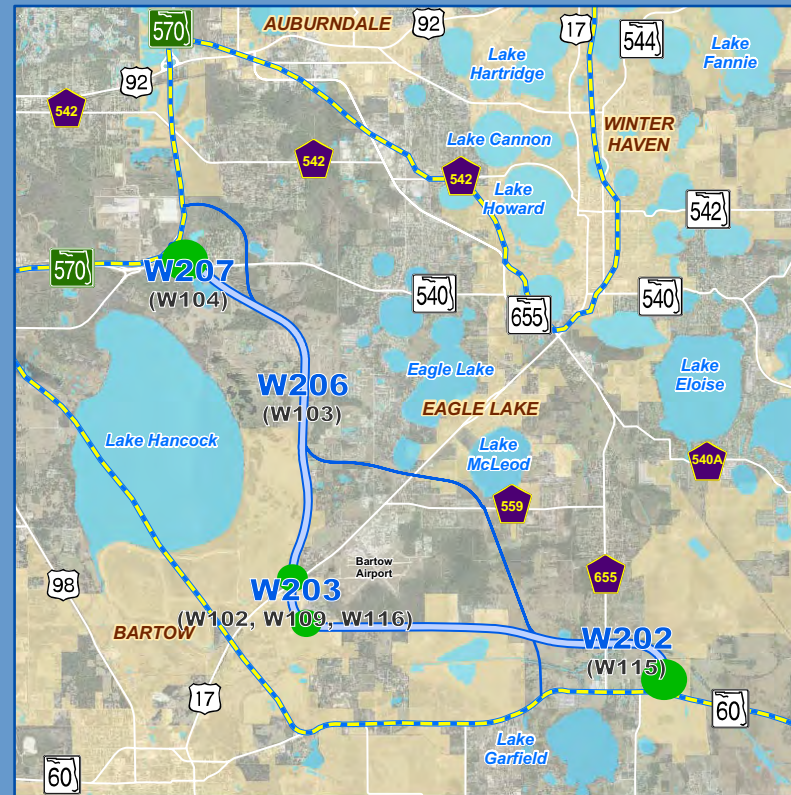 570
AUBURNDALE
92
17
544
Lake
Fannie
Lake
Hartridge
92
542
WINTER
HAVEN
Lake Cannon
542
542
Lake
Howard
542
570
W207
(W104)
540
655
540
Eagle Lake
Lake
Eloise
W206
(W103)
EAGLE LAKE
Lake Hancock
Lake
McLeod
540A
559
Bartow
Airport
98
655
W203
(W102, W109, W116)
BARTOW
W202
(W115)
17
60
Lake
Garfield
60